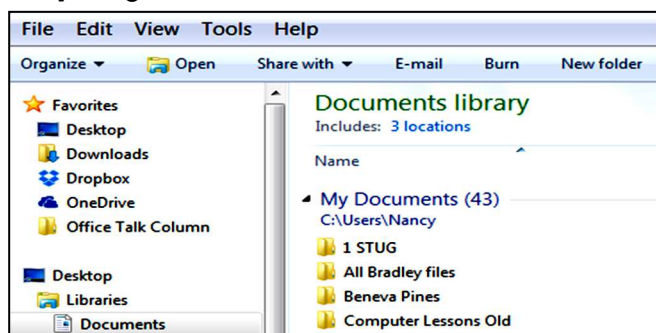 File Edit View Tools Help
Organize Open Share with E-mail Burn New folder
Favorites
Desktop
Downloads
Dropbox
OneDrive
Office Talk Column
Desktop
Libraries
Documents
Documents library
Includes: 3 locations
Name
My Documents (43)
C:\Users\Nancy
1 STUG
All Bradley files
Beneva Pines
Computer Lessons Old